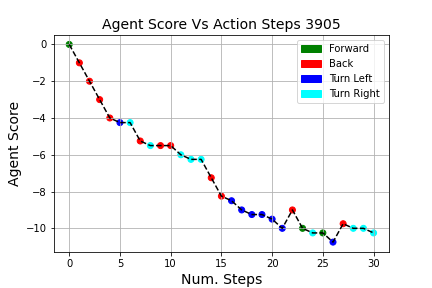 Agent Score Vs Action Steps 3905
Forward
Back
Turn Left
Turn Right
Agent Score
0
−2
−4
−6
−8
−10
0 5 10 15 20 25 30
Num. Steps